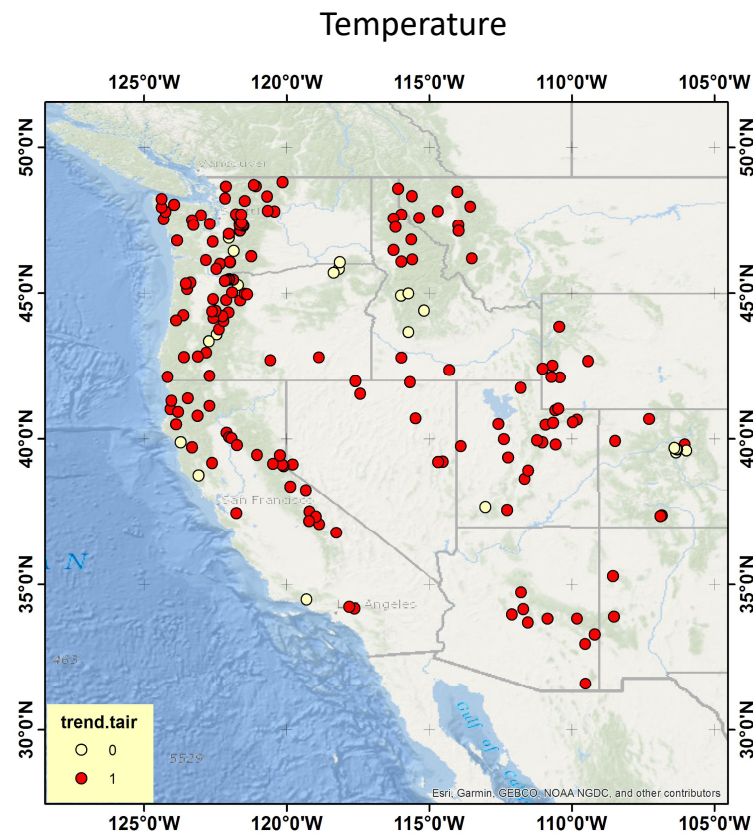 Temperature
125°0'W 120°0'W 115°0'W 110°0'W 105°0'W
50°0'N 50°0'N
Vancouver
45°0'N 45°0'N
40°0'N 40°0'N
San Francisco
A N
35°0'N 35°0'N
Los Angeles
Gulf of
30°0'N 30°0'N
5529
trend.tair
0
1
Esri, Garmin, GEBCO, NOAA NGDC, and other contributors
125°0'W 120°0'W 115°0'W 110°0'W 105°0'W